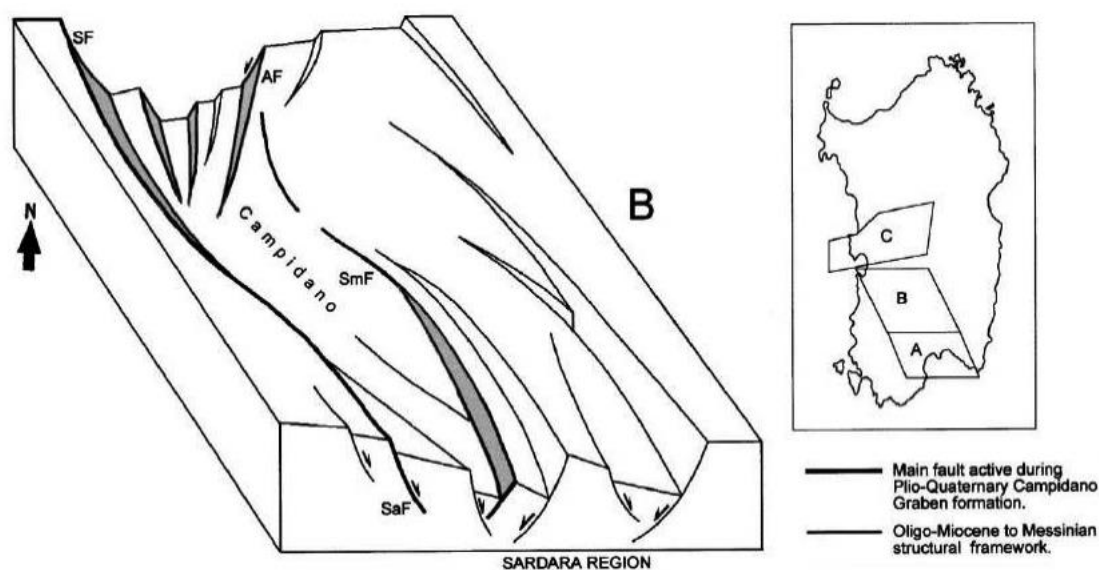 SF
AF
B
N
Campidano
SmF
SaF
SARDARA REGION
C
B
A
Main fault active during
Plio-Quaternary Campidano
Graben formation.
Oligo-Miocene to Messinian
structural framework.